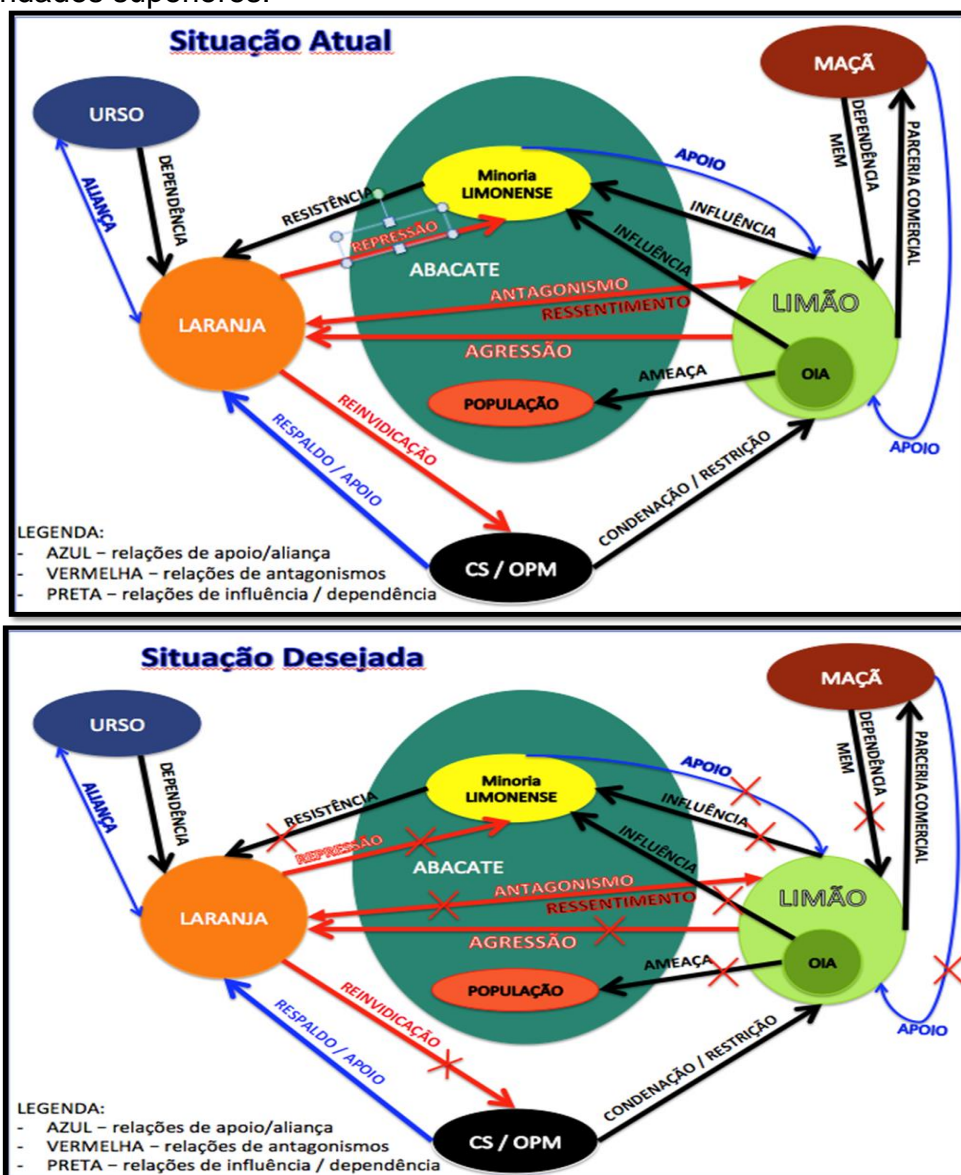 ridades superiores.
Situação Atual
MAÇÃ
URSO
DEPENDÊNCIA
MEM
PARCERIA COMERCIAL
ALIANÇA
DEPENDÊNCIA
Minoria
LIMONENSE
APOIO
RESISTÊNCIA
REPRESSÃO
INFLUÊNCIA
INFLUÊNCIA
ABACATE
ANTAGONISMO
RESSENTIMENTO
LARANJA
LIMÃO
AGRESSÃO
OIA
AMEAÇA
POPULAÇÃO
REINVIDICAÇÃO
RESPALDO / APOIO
APOIO
CONDENAÇÃO / RESTRIÇÃO
CS / OPM
LEGENDA:
- AZUL – relações de apoio/aliança
- VERMELHA – relações de antagonismos
- PRETA – relações de influência / dependência
Situação Desejada
MAÇÃ
URSO
DEPENDÊNCIA
MEM
PARCERIA COMERCIAL
ALIANÇA
DEPENDÊNCIA
Minoria
LIMONENSE
APOIO
RESISTÊNCIA
REPRESSÃO
INFLUÊNCIA
INFLUÊNCIA
ABACATE
ANTAGONISMO
RESSENTIMENTO
LARANJA
LIMÃO
AGRESSÃO
OIA
AMEAÇA
POPULAÇÃO
REINVIDICAÇÃO
RESPALDO / APOIO
APOIO
CONDENAÇÃO / RESTRIÇÃO
CS / OPM
LEGENDA:
- AZUL – relações de apoio/aliança
- VERMELHA – relações de antagonismos
- PRETA – relações de influência / dependência